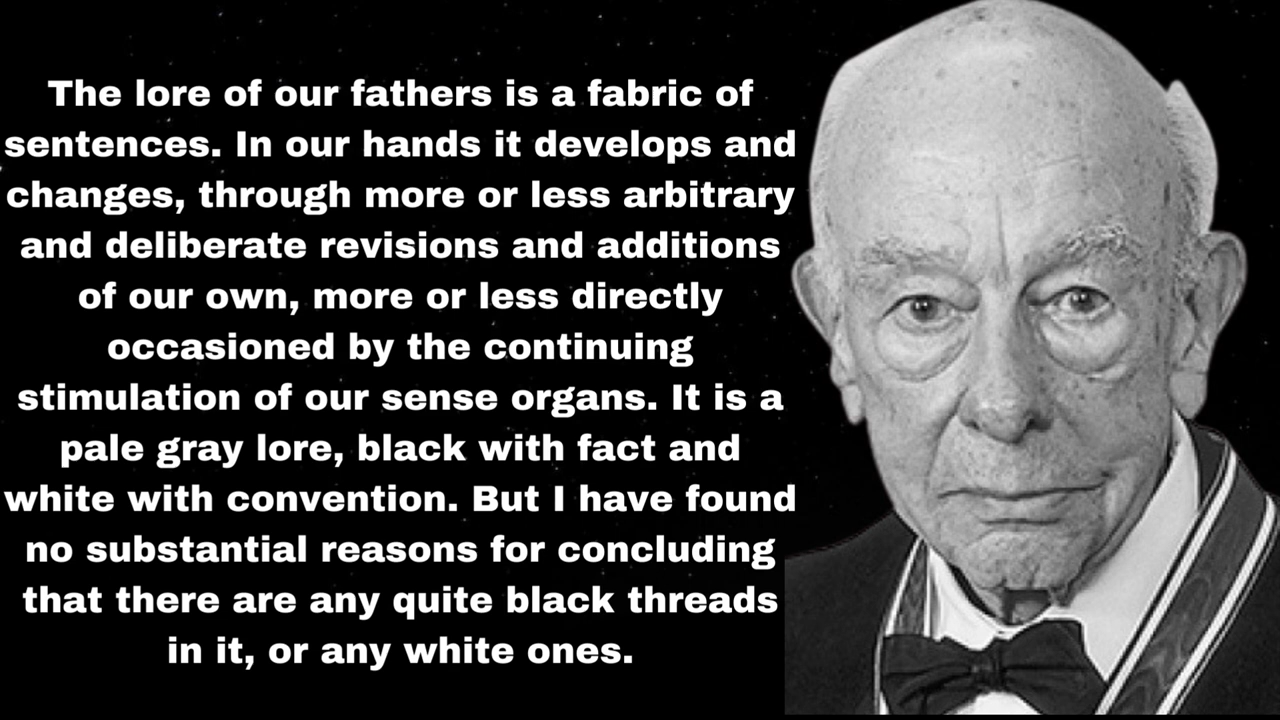 The lore of our fathers is a fabric of
sentences. In our hands it develops and
changes, through more or less arbitrary
and deliberate revisions and additions
of our own, more or less directly
occasioned by the continuing
stimulation of our sense organs. It is a
pale gray lore, black with fact and
white with convention. But I have found
no substantial reasons for concluding
that there are any quite black threads
in it, or any white ones.